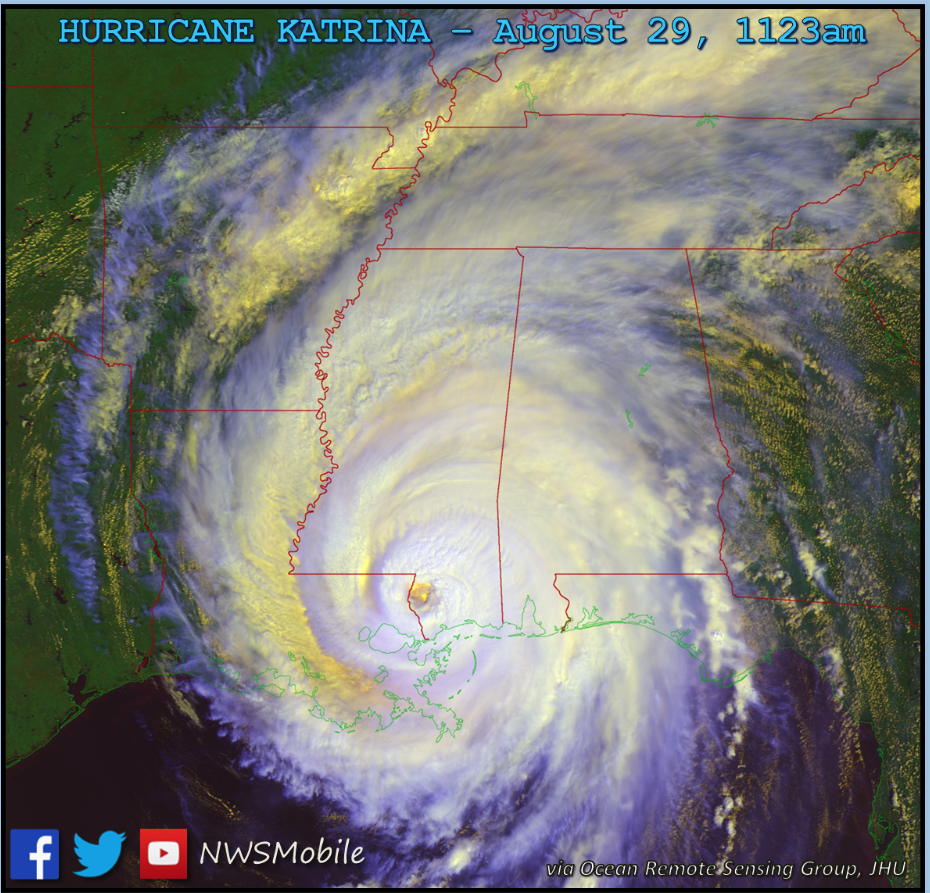 HURRICANE KATRINA – August 29, 1123am
NWSMobile
via Ocean Remote Sensing Group, JHU